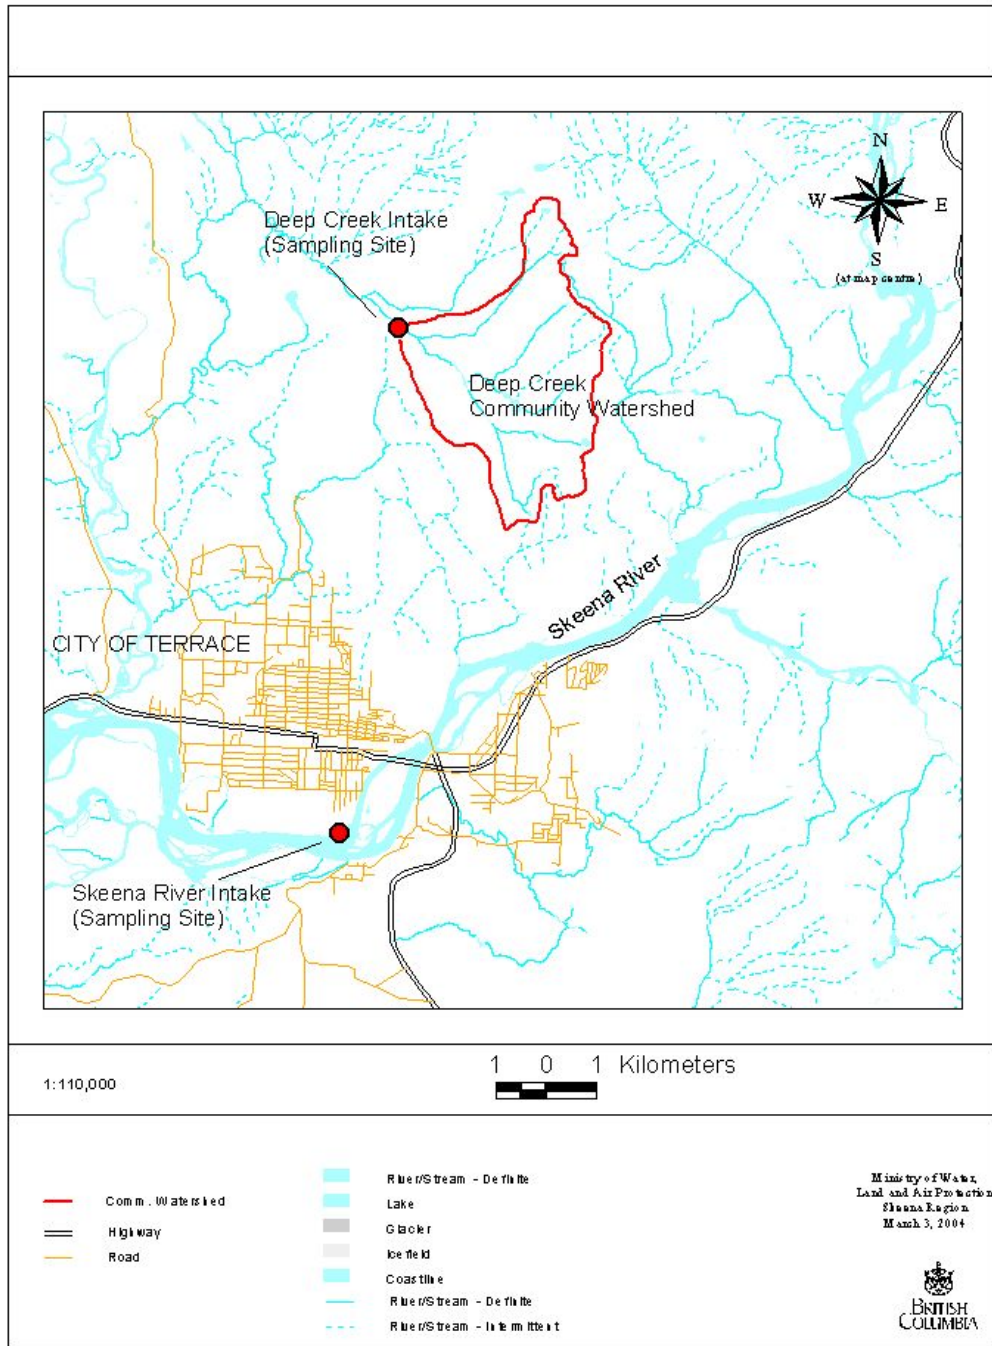 N
W
E
S
(at map centre)
Deep Creek Intake
(Sampling Site)
Deep Creek
Community Watershed
Skeena River
CITY OF TERRACE
Skeena River Intake
(Sampling Site)
1:110,000
1 0 1 Kilometers
Comm. Watershed
Highway
Road
River/Stream - Definite
Lake
Glacier
Icefield
Coastline
River/Stream - Definite
River/Stream - Intermittent
Ministry of Water,
Land and Air Protection
Skeena Region
March 3, 2004
BRITISH
COLUMBIA